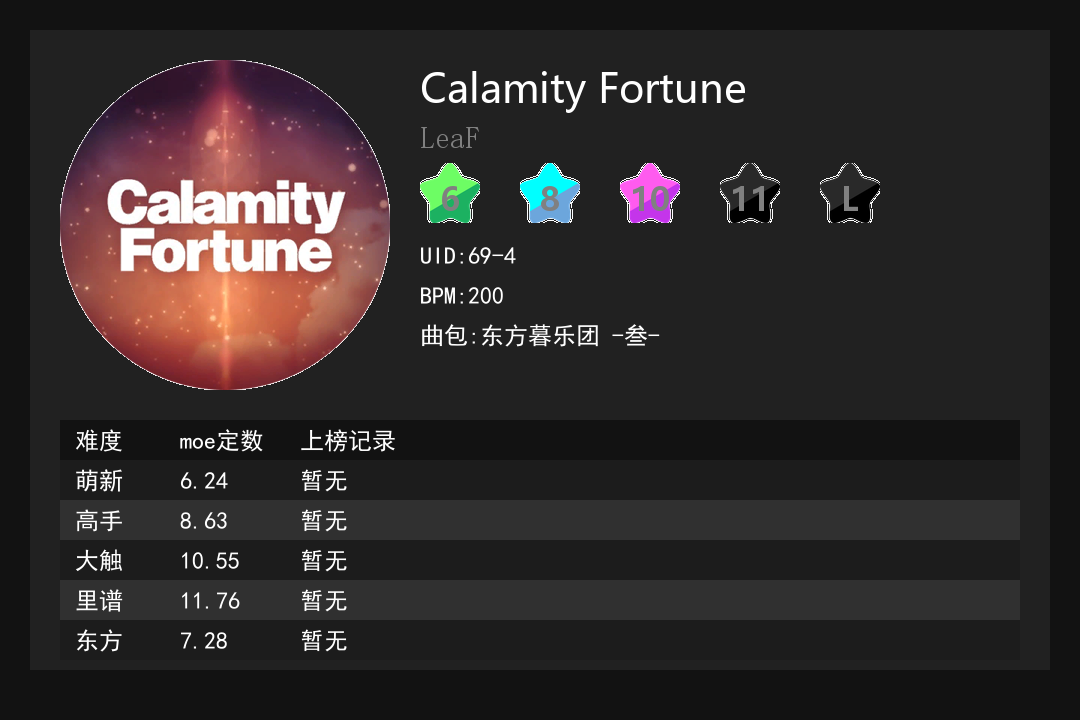 Calamity
Fortune
Calamity Fortune
LeaF
6 8 10 11 L
UID:69-4
BPM:200
曲包:东方暮乐团 -叁-
难度 moe定数 上榜记录
萌新 6.24 暂无
高手 8.63 暂无
大触 10.55 暂无
里谱 11.76 暂无
东方 7.28 暂无